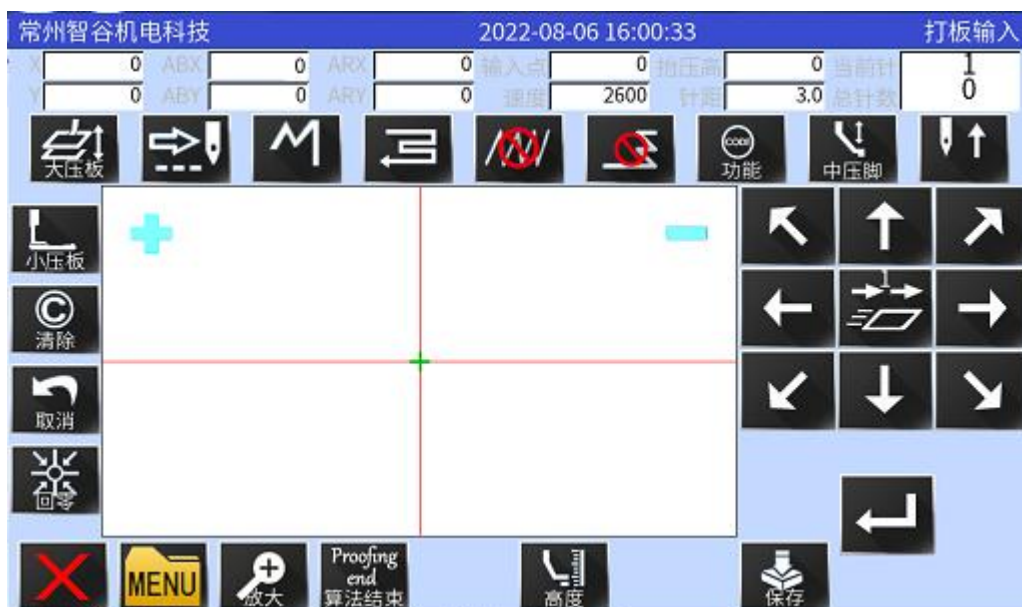 常州智谷机电科技 2022-08-06 16:00:33 打板输入
X 0 ABX 0 ARX 0 输入点 0 抬压高 0 当前针 1
Y 0 ABY 0 ARY 0 速度 2600 针距 3.0 总针数 0
大压板 CODE 功能 中压脚
小压板
1
©
清除
取消
回零
MENU 放大 Proofing end 算法结束 高度 保存